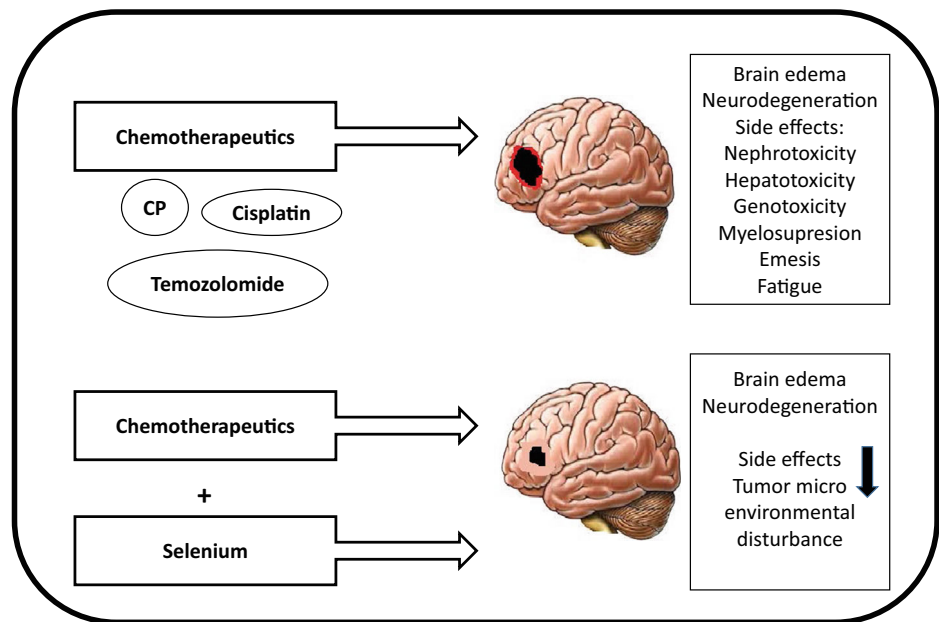 Chemotherapeutics
CP
Cisplatin
Temozolomide
Brain edema
Neurodegeneration
Side effects:
Nephrotoxicity
Hepatotoxicity
Genotoxicity
Myelosupresion
Emesis
Fatigue
Chemotherapeutics
+
Selenium
Brain edema
Neurodegeneration
Side effects
Tumor micro
environmental
disturbance